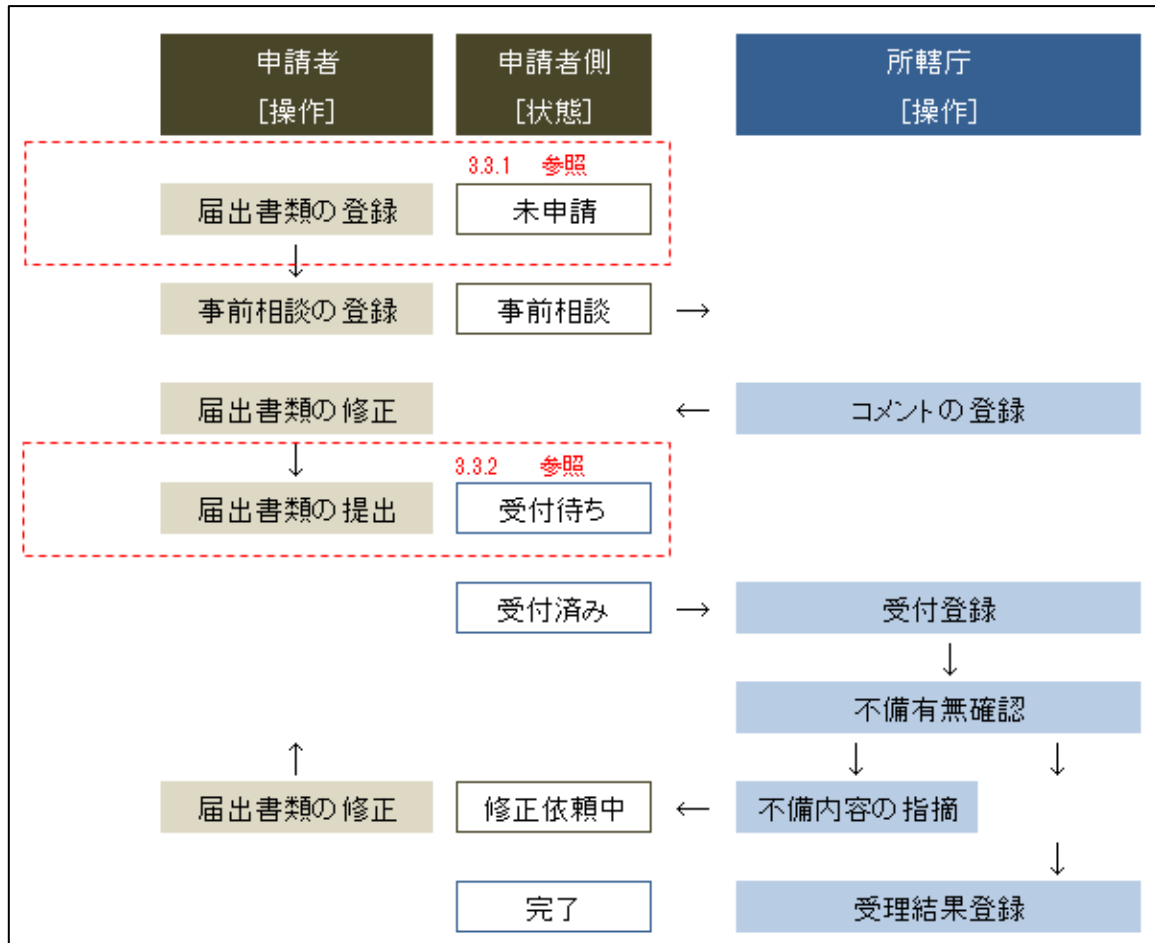 申請者
[操作]
申請者側
[状態]
所轄庁
[操作]
3.3.1 参照
届出書類の登録
未申請
↓
事前相談の登録
事前相談
→
届出書類の修正
←
コメントの登録
↓
3.3.2 参照
届出書類の提出
受付待ち
受付済み
→
受付登録
↓
不備有無確認
↑
↓
↓
届出書類の修正
修正依頼中
←
不備内容の指摘
↓
完了
受理結果登録